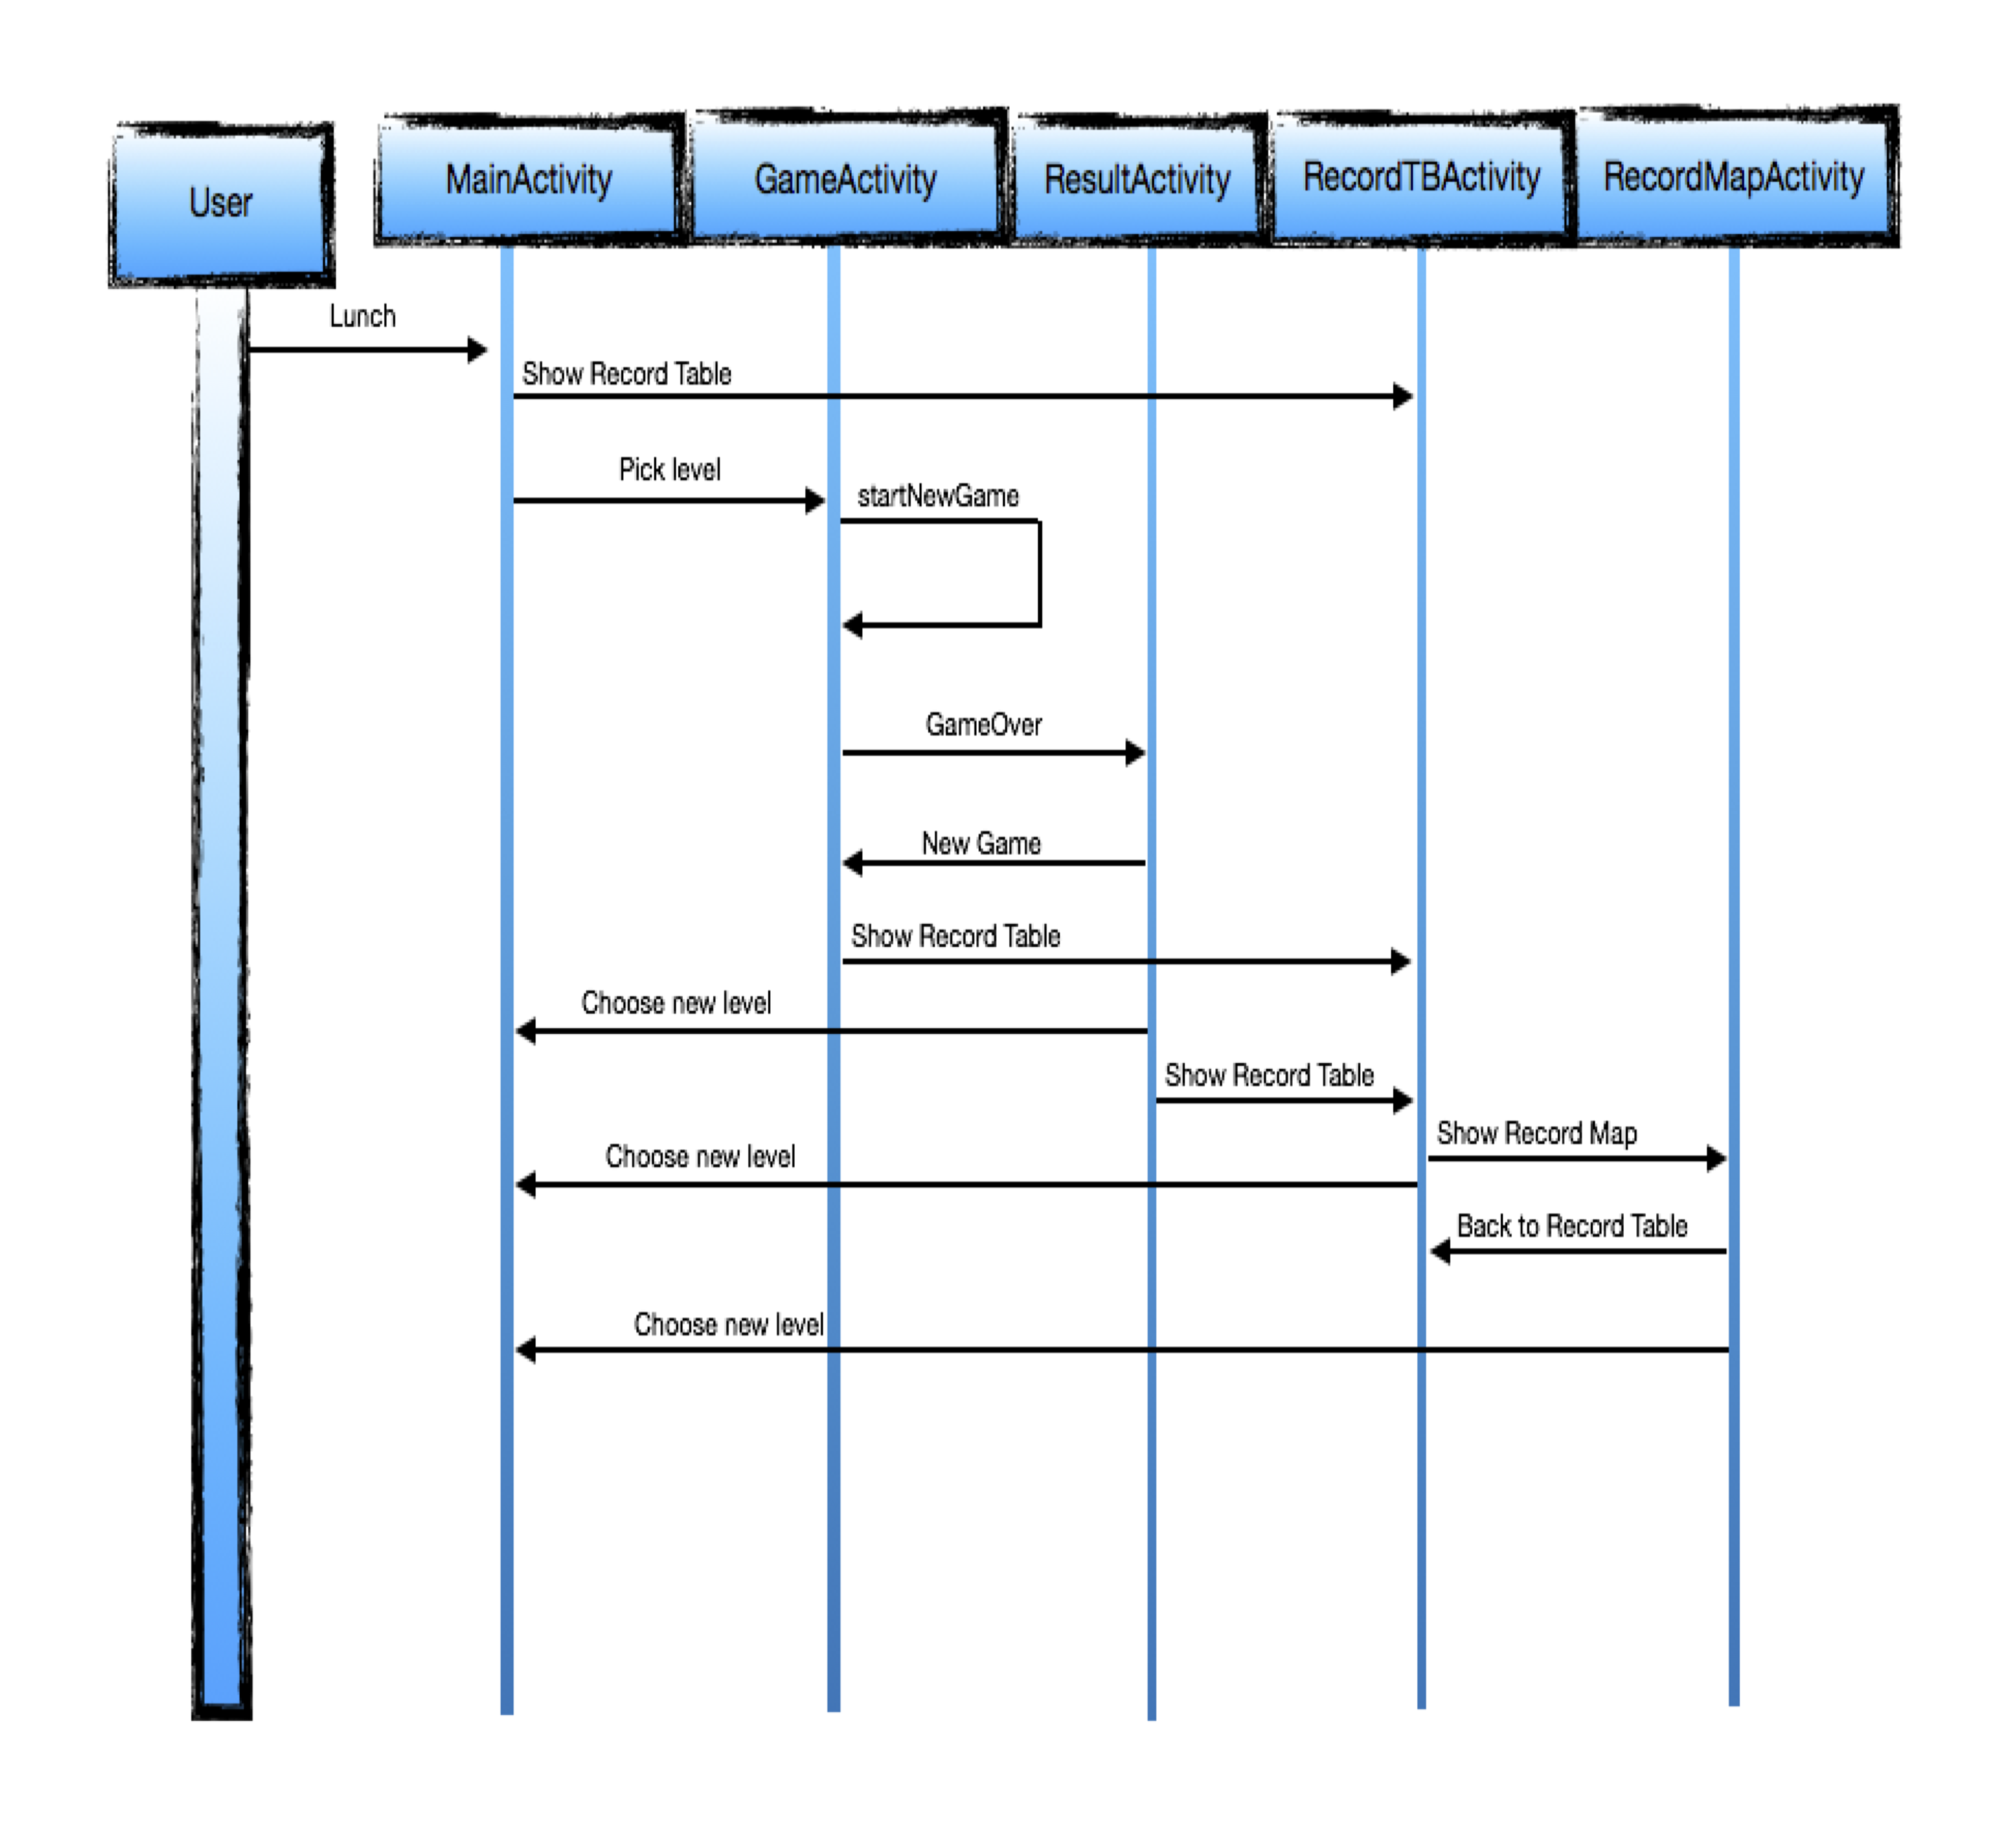 User
MainActivity
GameActivity
ResultActivity
RecordTBActivity
RecordMapActivity
Lunch
Show Record Table
Pick level
startNewGame
GameOver
New Game
Show Record Table
Choose new level
Show Record Table
Show Record Map
Choose new level
Back to Record Table
Choose new level